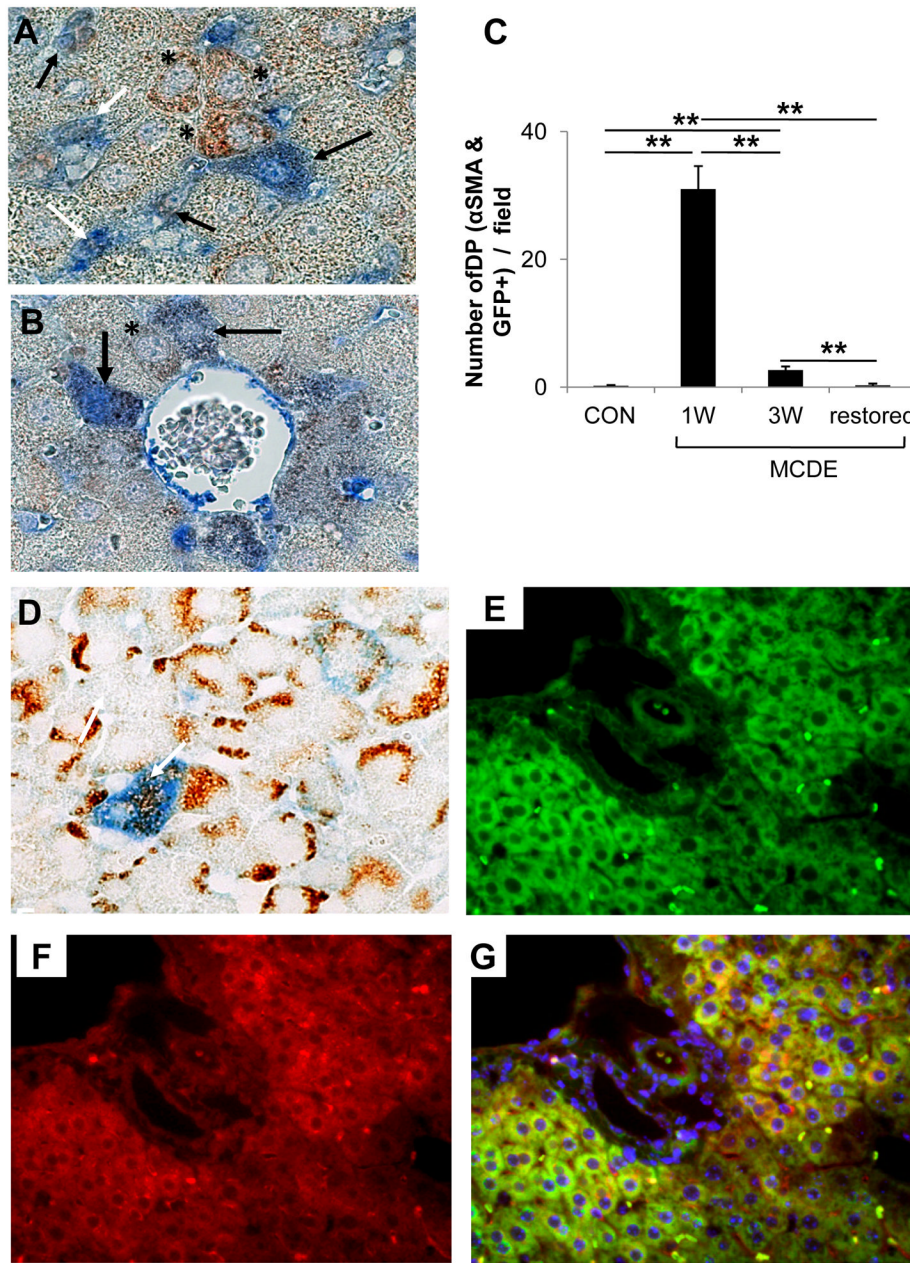 A
*
*
*
B
*
C
Number ofDP (αSMA &
GFP+) / field
40
20
0
**
**
**
**
**
**
CON
1W
3W
restored
MCDE
D
E
F
G